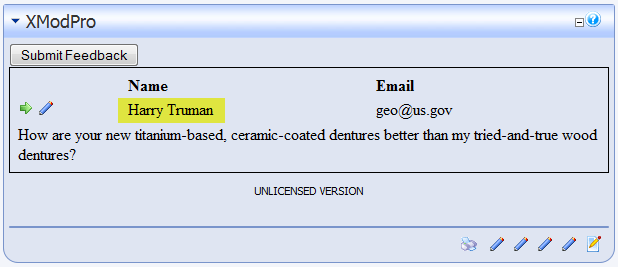 XModPro
Submit Feedback
Name Email
Harry Truman geo@us.gov
How are your new titanium-based, ceramic-coated dentures better than my tried-and-true wood
dentures?
UNLICENSED VERSION